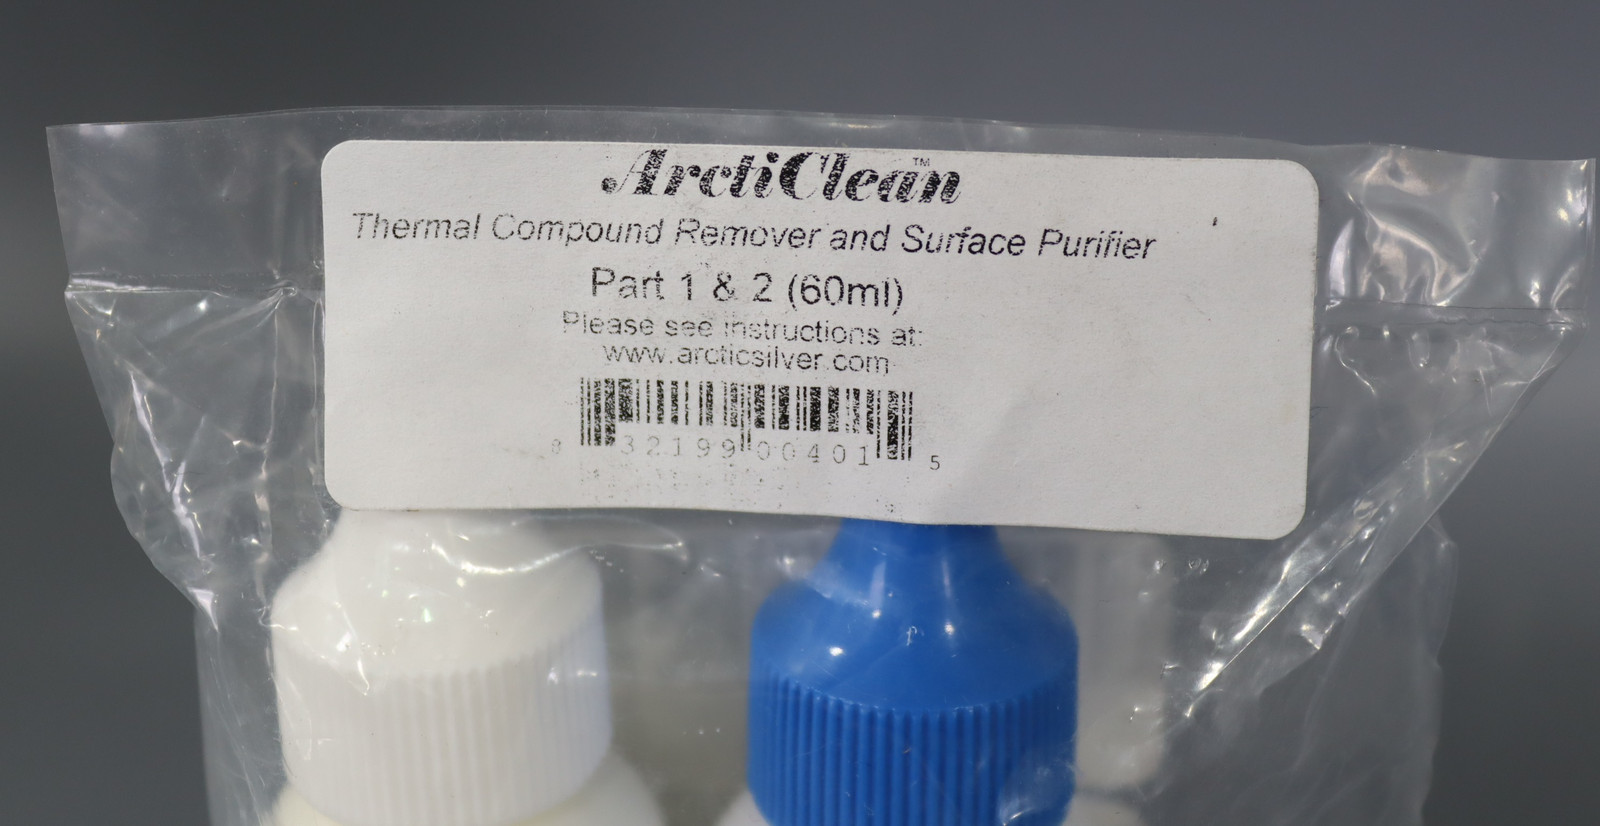 ArctiClean™
Thermal Compound Remover and Surface Purifier
Part 1 & 2 (60ml)
Please see instructions at:
www.arcticsilver.com
8 32199 00401 5